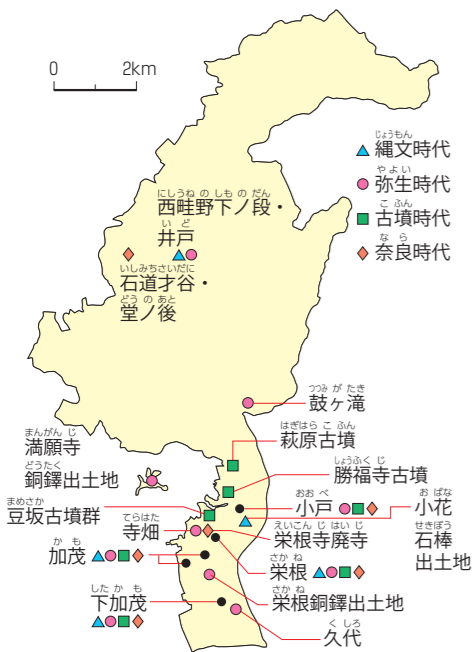 0 2km
じょうもん
縄文時代
やよい
弥生時代
こふん
古墳時代
なら
奈良時代
にしうねのしものだん
西畦野下ノ段・
いど
井戸
いしみちさいだに
石道才谷・
どうのあと
堂ノ後
つつみがたき
鼓ヶ滝
はぎはらこふん
萩原古墳
しょうふくじ
勝福寺古墳
まんがんじ
満願寺
どうたく
銅鐸出土地
まめさか
豆坂古墳群
おおべ
小戸
おばな
小花
せきぼう
石棒
出土地
てらはた
寺畑
えいこんじはいじ
栄根寺廃寺
かも
加茂
さかね
栄根
さかね
栄根銅鐸出土地
したかも
下加茂
くしろ
久代